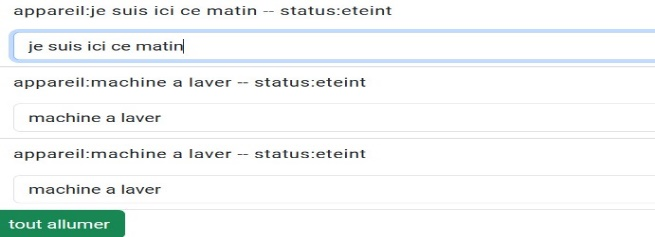 appareil:je suis ici ce matin -- status:eteint
je suis ici ce matin
appareil:machine a laver -- status:eteint
machine a laver
appareil:machine a laver -- status:eteint
machine a laver
tout allumer